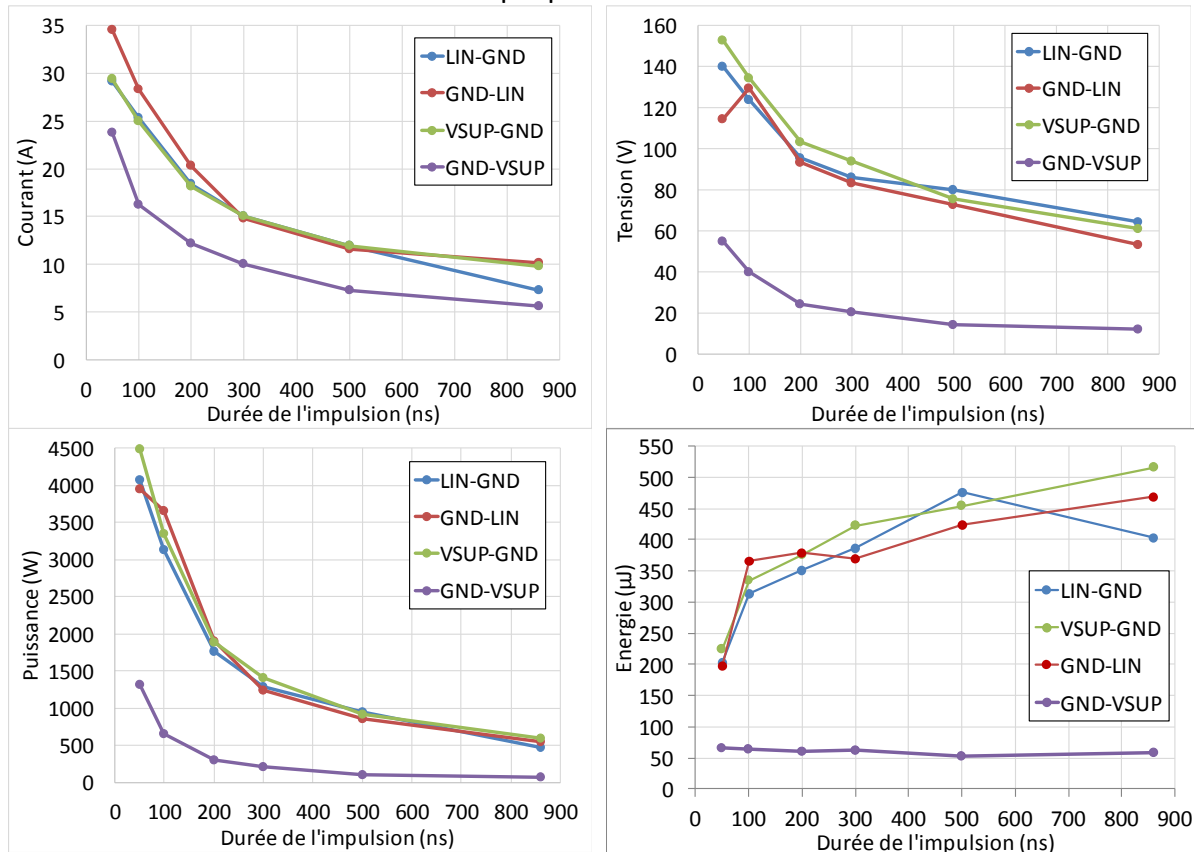 Courant (A)
35
30
25
20
15
10
5
0
0 100 200 300 400 500 600 700 800 900
Durée de l'impulsion (ns)
LIN-GND
GND-LIN
VSUP-GND
GND-VSUP
Tension (V)
160
140
120
100
80
60
40
20
0
0 100 200 300 400 500 600 700 800 900
Durée de l'impulsion (ns)
LIN-GND
GND-LIN
VSUP-GND
GND-VSUP
Puissance (W)
4500
4000
3500
3000
2500
2000
1500
1000
500
0
0 100 200 300 400 500 600 700 800 900
Durée de l'impulsion (ns)
LIN-GND
GND-LIN
VSUP-GND
GND-VSUP
Energie (µJ)
550
500
450
400
350
300
250
200
150
100
50
0
0 100 200 300 400 500 600 700 800 900
Durée de l'impulsion (ns)
LIN-GND
VSUP-GND
GND-LIN
GND-VSUP